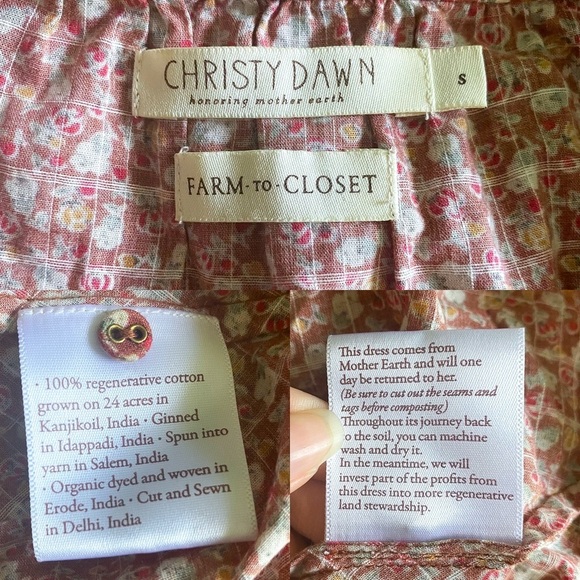 CHRISTY DAWN
honoring mother earth
S
FARM-TO-CLOSET
· 100% regenerative cotton
grown on 24 acres in
Kanjikoil, India · Ginned
in Idappadi, India · Spun into
yarn in Salem, India
· Organic dyed and woven in
Erode, India · Cut and Sewn
in Delhi, India
This dress comes from
Mother Earth and will one
day be returned to her.
(Be sure to cut out the seams and
tags before composting)
Throughout its journey back
o the soil, you can machine
wash and dry it.
In the meantime, we will
invest part of the profits from
this dress into more regenerative
land stewardship.